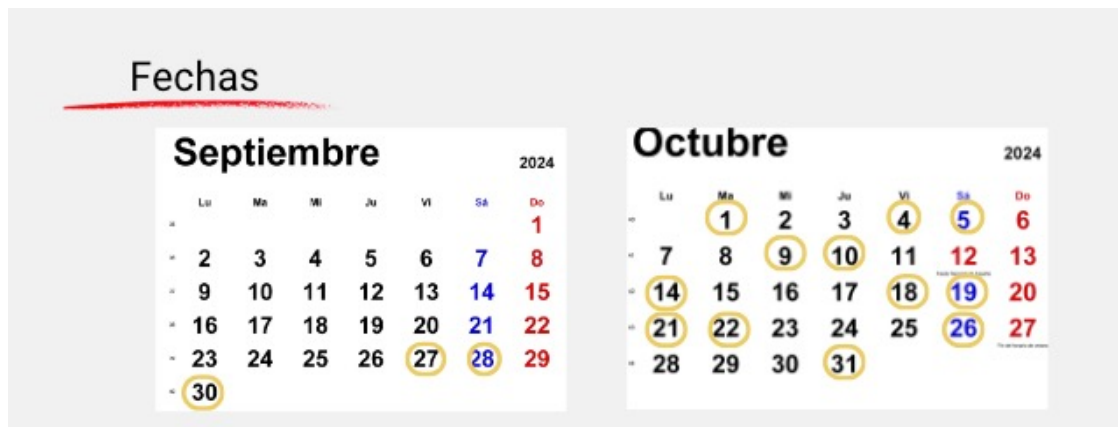 Fechas
Septiembre
2024
Lu Ma Mi Ju Vi Sá Do
1
2 3 4 5 6 7 8
9 10 11 12 13 14 15
16 17 18 19 20 21 22
23 24 25 26 27 28 29
30
Octubre
2024
Lu Ma Mi Ju Vi Sá Do
1 2 3 4 5 6
7 8 9 10 11 12 13
14 15 16 17 18 19 20
21 22 23 24 25 26 27
28 29 30 31